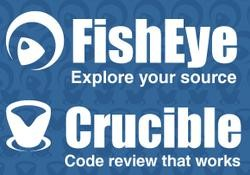 FishEye
Explore your source
Crucible
Code review that works